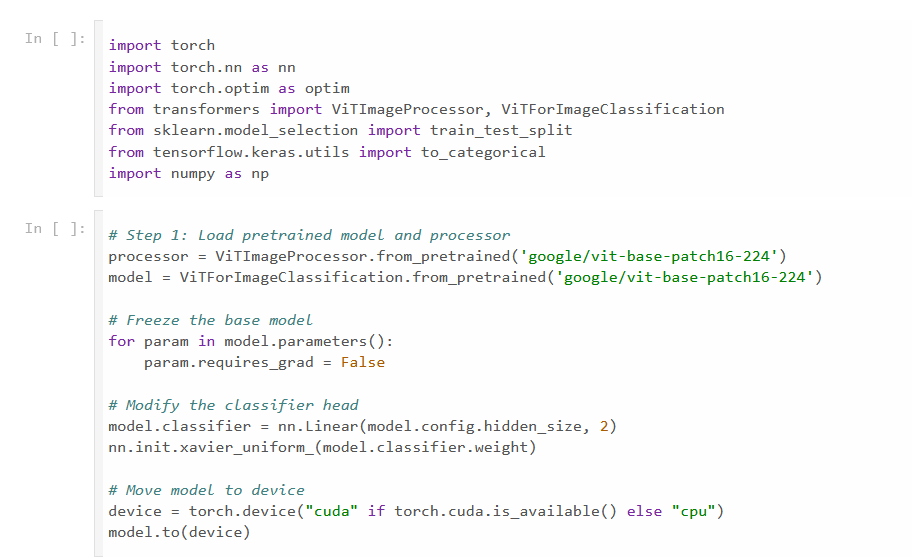 In [ ]:
import torch
import torch.nn as nn
import torch.optim as optim
from transformers import ViTImageProcessor, ViTForImageClassification
from sklearn.model_selection import train_test_split
from tensorflow.keras.utils import to_categorical
import numpy as np
In [ ]:
# Step 1: Load pretrained model and processor
processor = ViTImageProcessor.from_pretrained('google/vit-base-patch16-224')
model = ViTForImageClassification.from_pretrained('google/vit-base-patch16-224')
# Freeze the base model
for param in model.parameters():
    param.requires_grad = False
# Modify the classifier head
model.classifier = nn.Linear(model.config.hidden_size, 2)
nn.init.xavier_uniform_(model.classifier.weight)
# Move model to device
device = torch.device("cuda" if torch.cuda.is_available() else "cpu")
model.to(device)